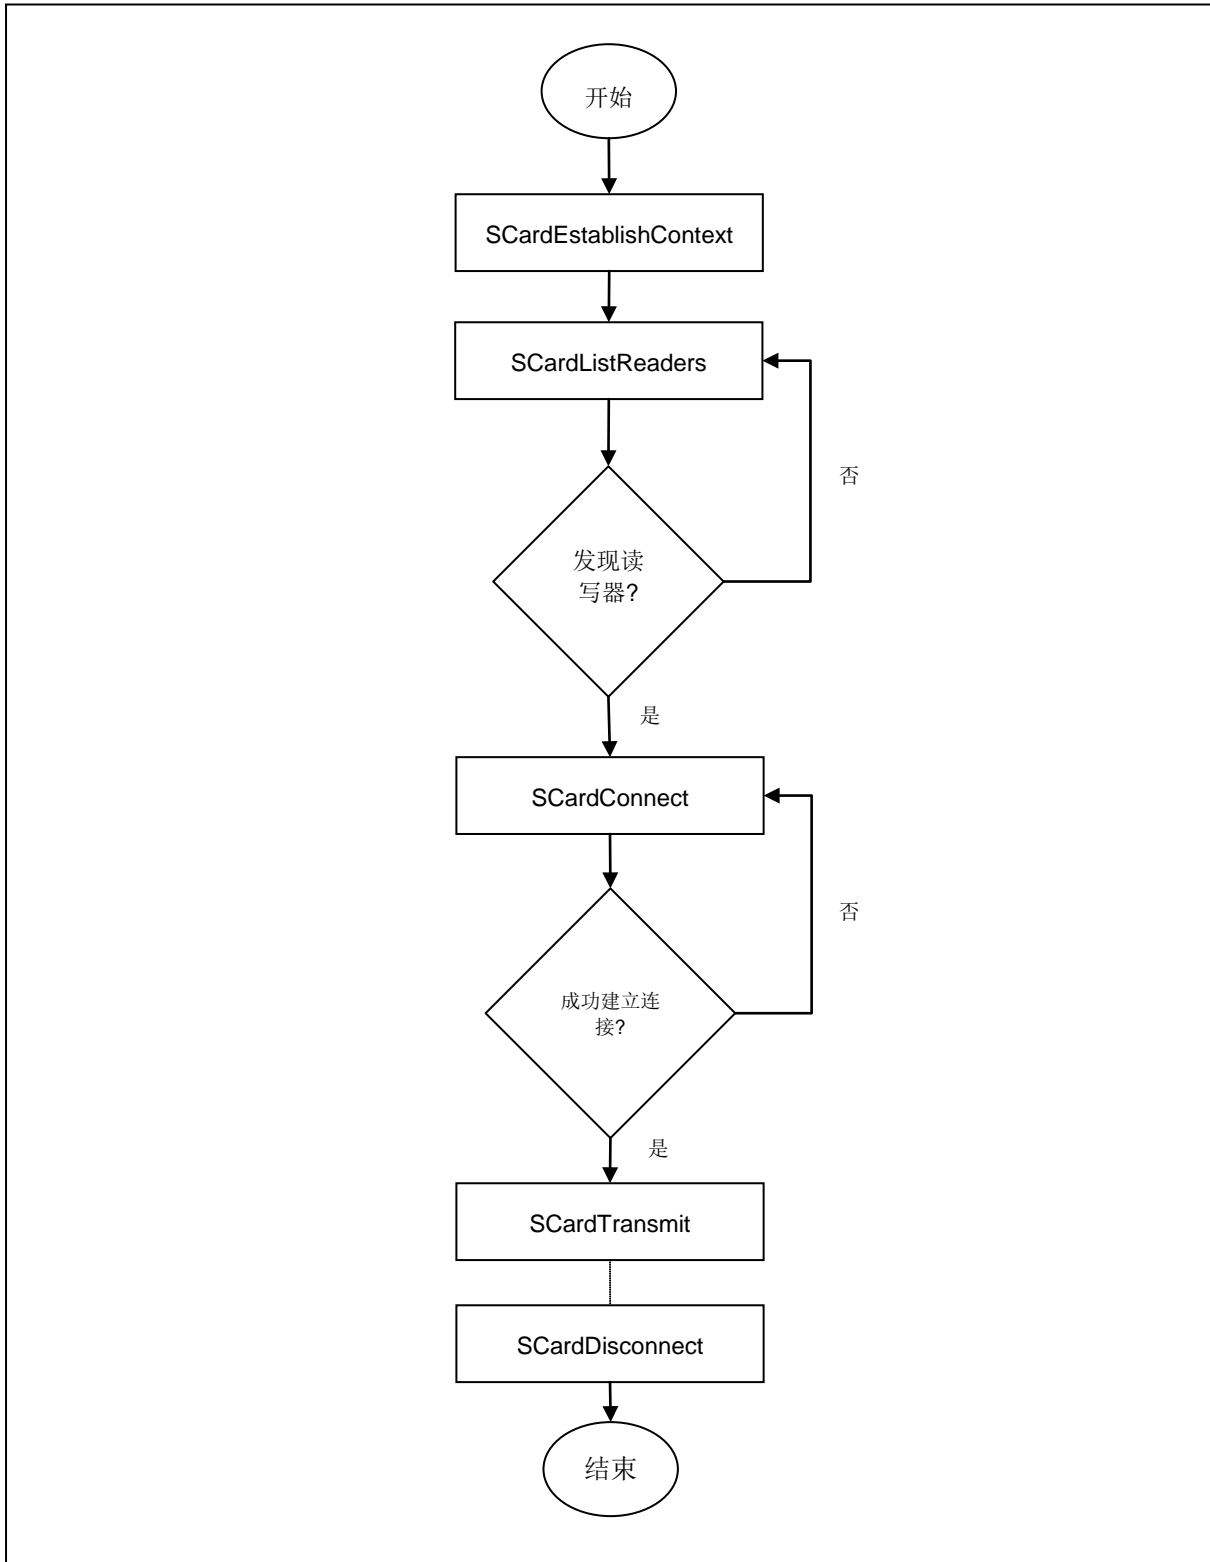 开始
SCardEstablishContext
SCardListReaders
否
发现读
写器?
是
SCardConnect
否
成功建立连
接?
是
SCardTransmit
SCardDisconnect
结束